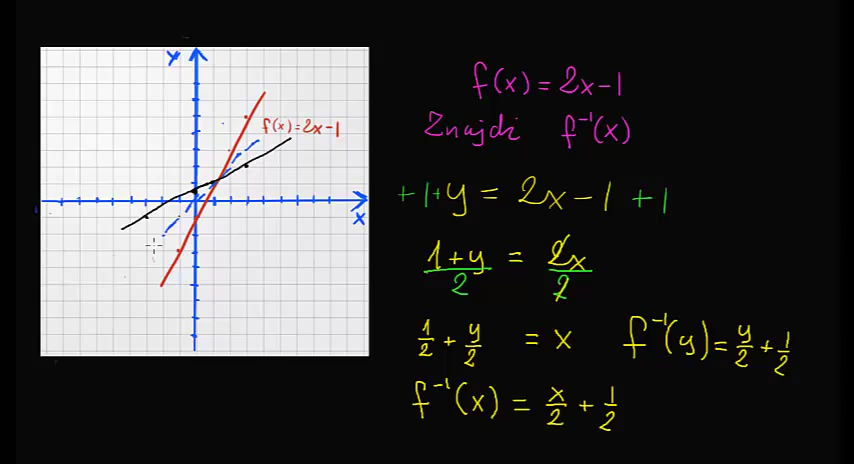 y
f(x)=2x-1
x
f(x)=2x-1
Znajdi f⁻¹(x)
+1+y = 2x-1 +1
1+y/2 = 2x/2
1/2 + y/2 = x f⁻¹(y)=y/2+1/2
f⁻¹(x) = x/2 + 1/2